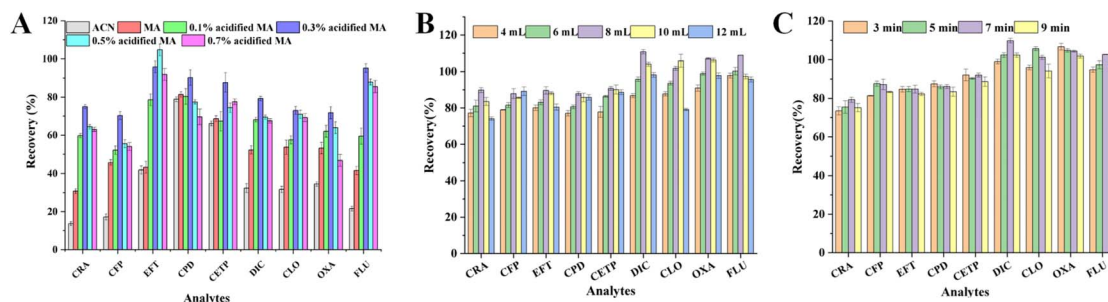 A
ACN MA 0.1% acidified MA 0.3% acidified MA
0.5% acidified MA 0.7% acidified MA
Recovery (%)
120
100
80
60
40
20
0
CRA CFP EFT CPD CETP DIC CLO OXA FLU
Analytes
B
4 mL 6 mL 8 mL 10 mL 12 mL
Recovery (%)
120
100
80
60
40
20
0
CRA CFP EFT CPD CETP DIC CLO OXA FLU
Analytes
C
3 min 5 min 7 min 9 min
Recovery(%)
120
100
80
60
40
20
0
CRA CFP EFT CPD CETP DIC CLO OXA FLU
Analytes